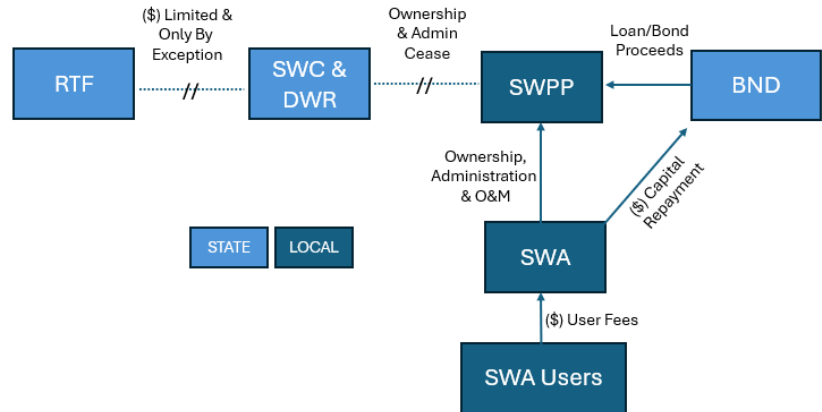 ($) Limited &
Only By
Exception
Ownership
& Admin
Cease
Loan/Bond
Proceeds
RTF
//
SWC &
DWR
//
SWPP
BND
Ownership,
Administration
& O&M
($) Capital
Repayment
STATE
LOCAL
SWA
($) User Fees
SWA Users